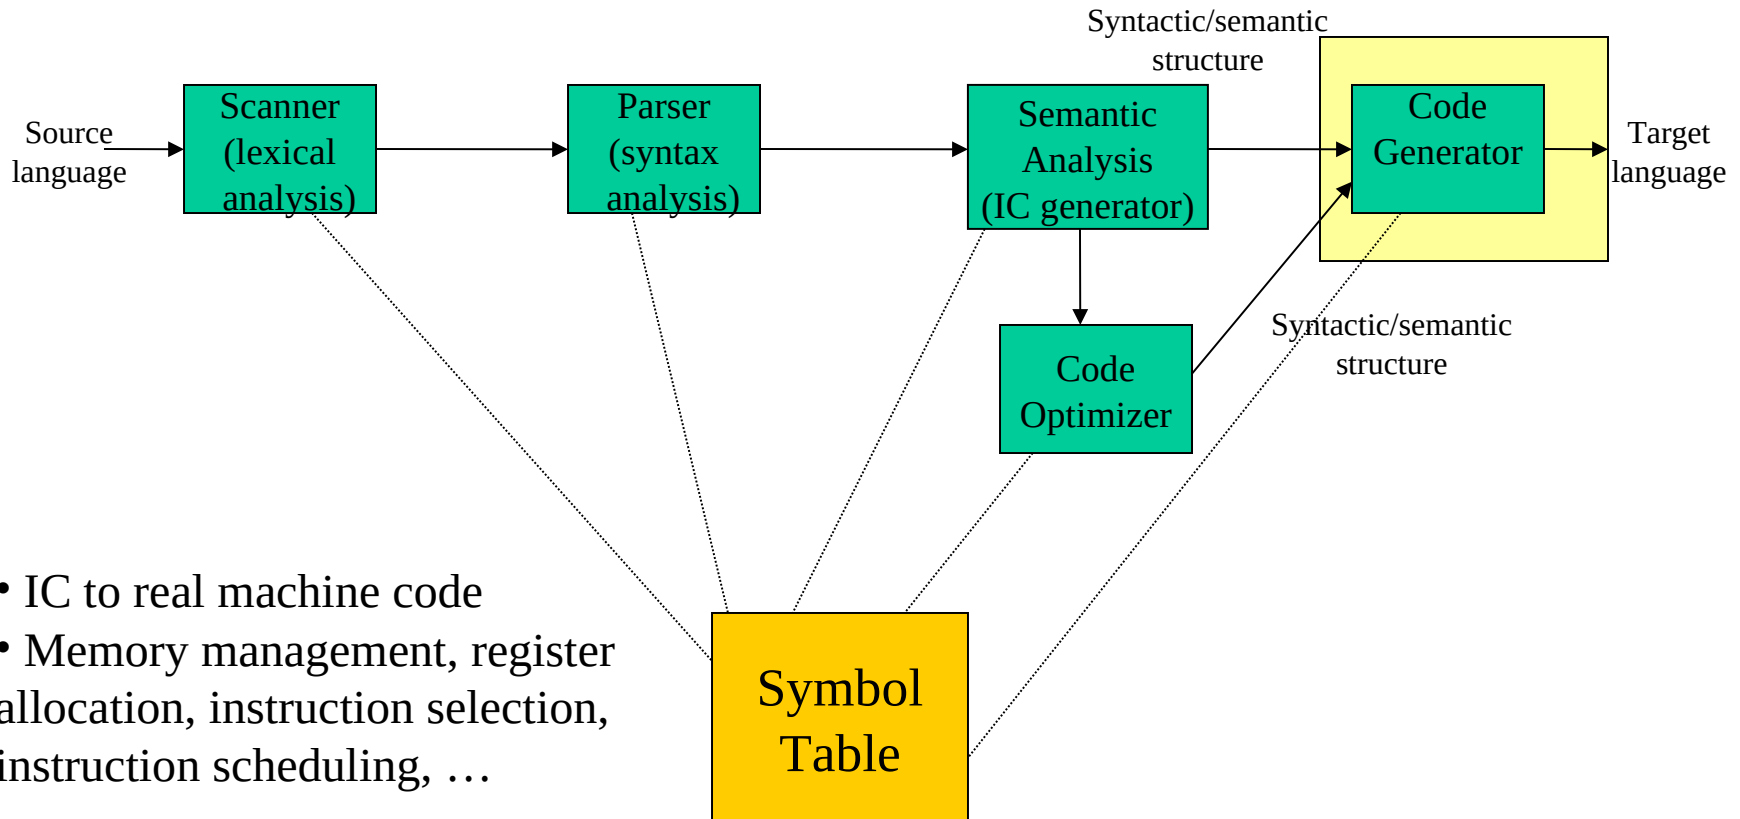 Syntactic/semantic
structure
Source
language
Scanner
(lexical
analysis)
Parser
(syntax
analysis)
Semantic
Analysis
(IC generator)
Code
Generator
Target
language
Code
Optimizer
Syntactic/semantic
structure
• IC to real machine code
• Memory management, register
allocation, instruction selection,
instruction scheduling, …
Symbol
Table